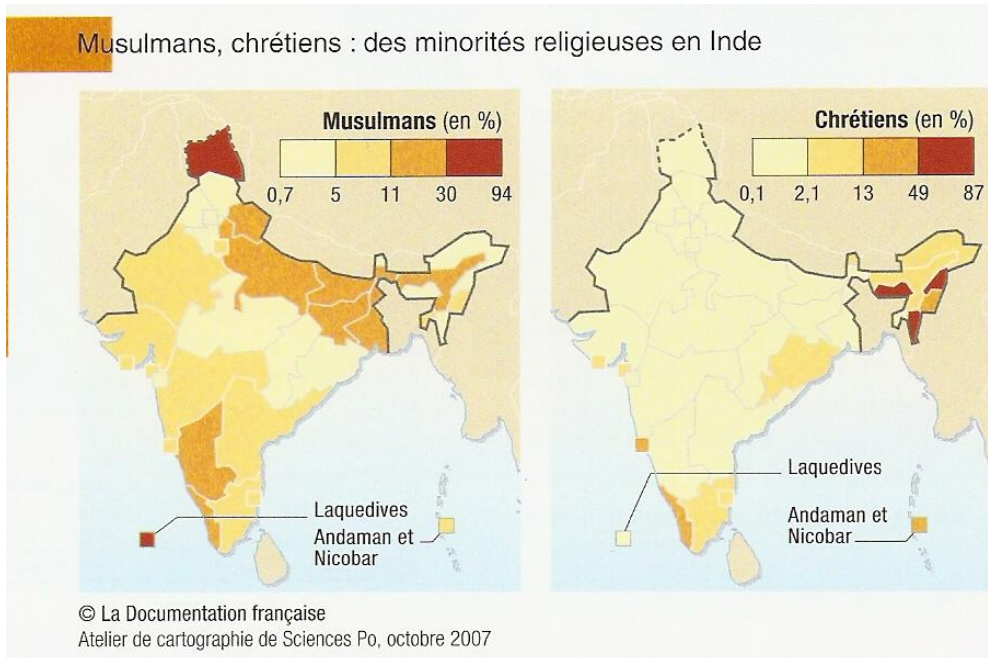 Musulmans, chrétiens : des minorités religieuses en Inde
Musulmans (en %)
0,7 5 11 30 94
Laquedives
Andaman et
Nicobar
Chrétiens (en %)
0,1 2,1 13 49 87
Laquedives
Andaman et
Nicobar
© La Documentation française
Atelier de cartographie de Sciences Po, octobre 2007